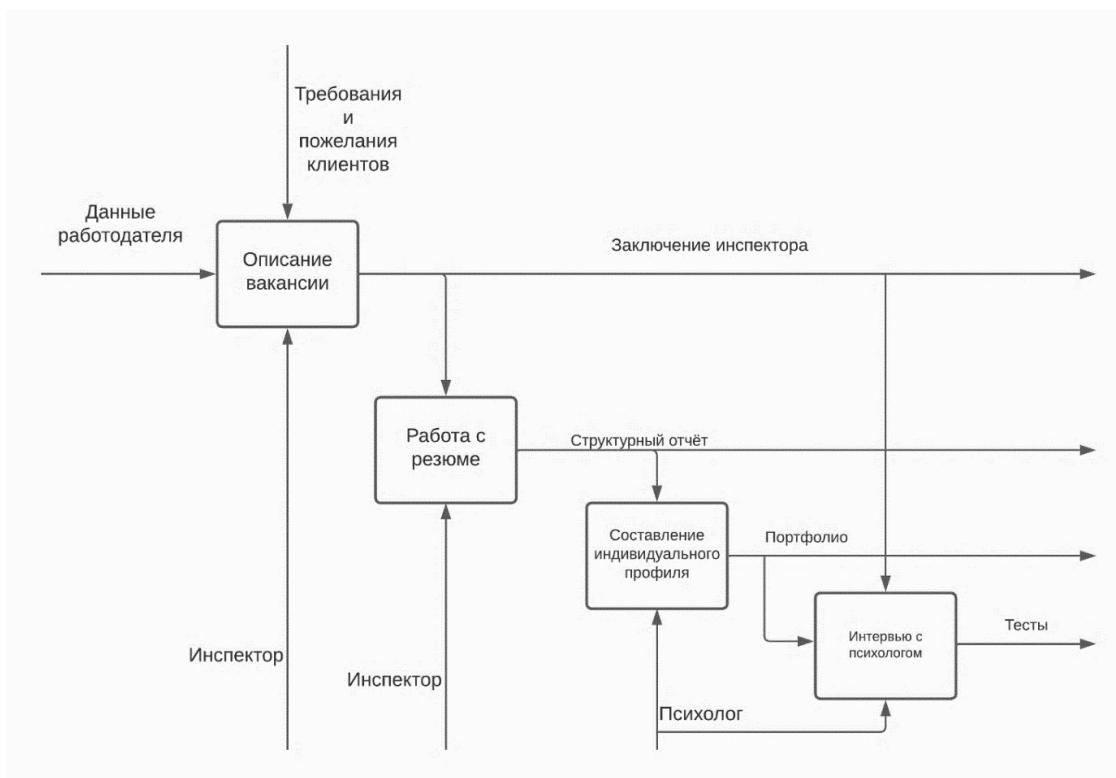 Требования
и
пожелания
клиентов
Данные
работодателя
Описание
вакансии
Заключение инспектора
Работа с
резюме
Структурный отчёт
Составление
индивидуального
профиля
Портфолио
Интервью с
психологом
Тесты
Инспектор
Инспектор
Психолог